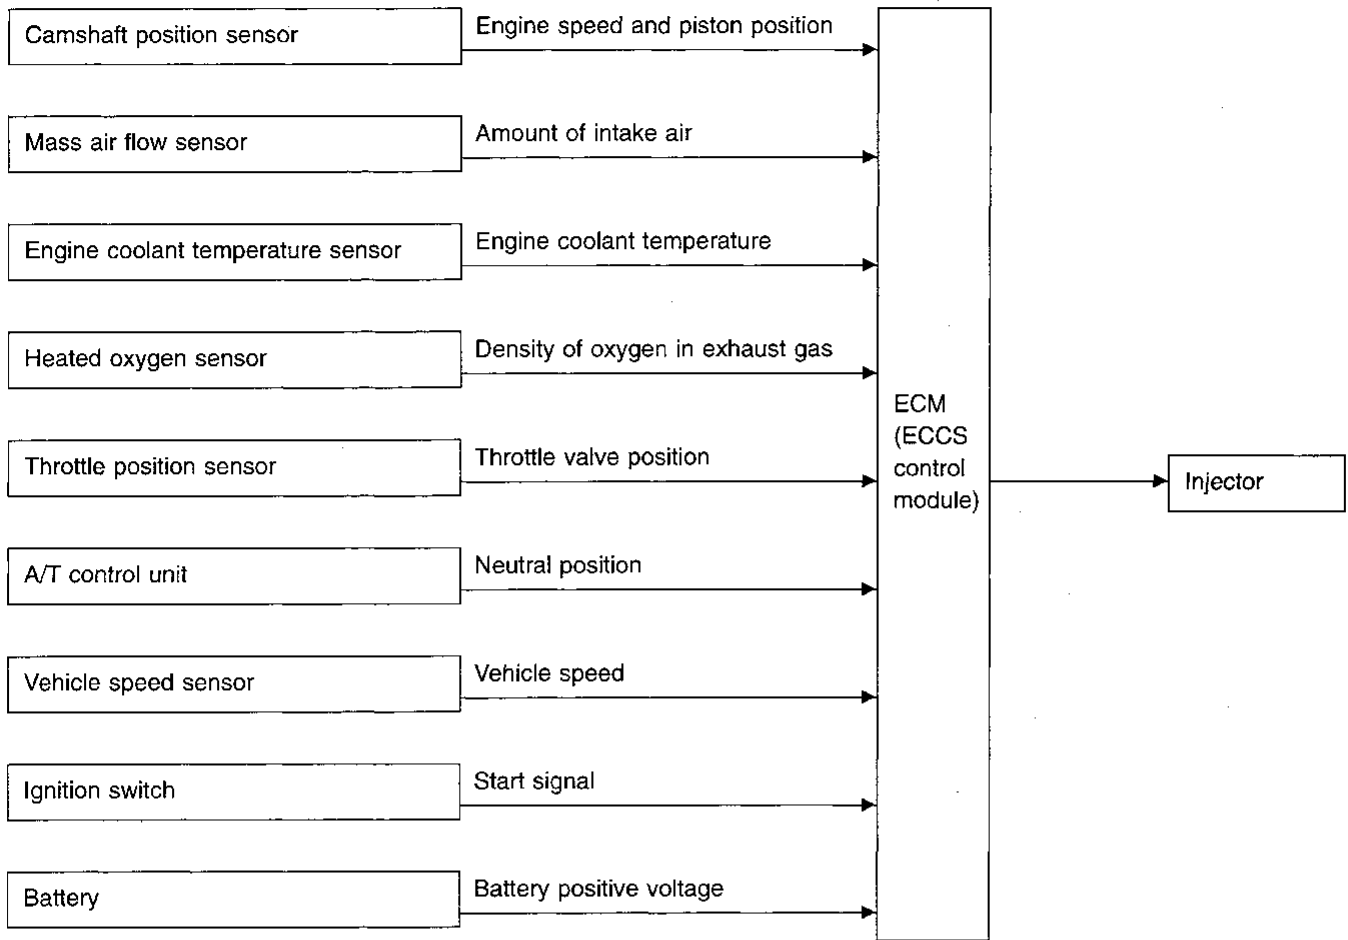 Camshaft position sensor
Engine speed and piston position
Mass air flow sensor
Amount of intake air
Engine coolant temperature sensor
Engine coolant temperature
Heated oxygen sensor
Density of oxygen in exhaust gas
Throttle position sensor
Throttle valve position
A/T control unit
Neutral position
Vehicle speed sensor
Vehicle speed
Ignition switch
Start signal
Battery
Battery positive voltage
ECM
(ECCS
control
module)
Injector